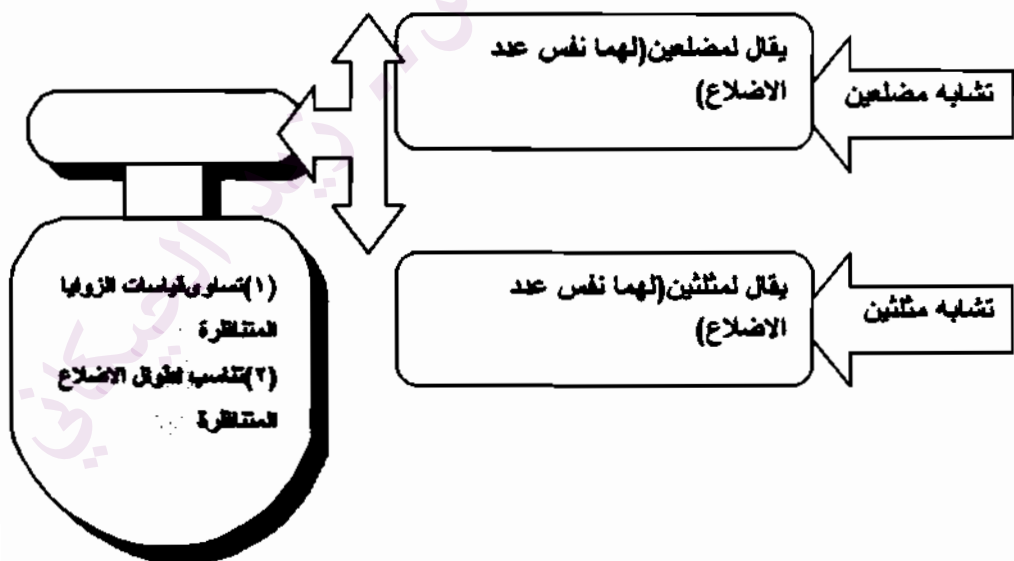 تشابه مضلعين
يقال لمضلعين(لهما نفس عدد
الاضلاع)
تشابه مثلثين
يقال لمثلثين(لهما نفس عدد
الاضلاع)
(١)تساوى قياسات الزوايا
المتناظرة
(٢)تناسب اطوال الاضلاع
المتناظرة